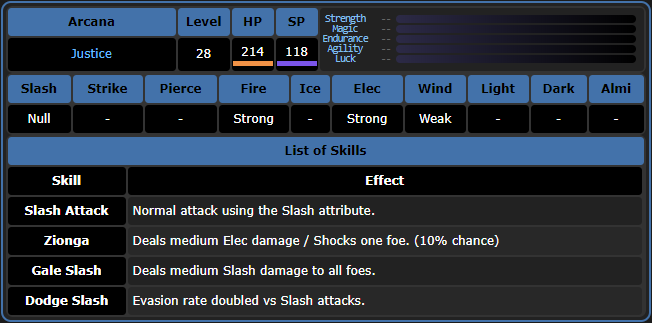 Arcana Level HP SP
Justice 28 214 118
Strength --
Magic --
Endurance --
Agility --
Luck --
Slash Strike Pierce Fire Ice Elec Wind Light Dark Almi
Null - - Strong - Strong Weak - - -
List of Skills
Skill Effect
Slash Attack Normal attack using the Slash attribute.
Zionga Deals medium Elec damage / Shocks one foe. (10% chance)
Gale Slash Deals medium Slash damage to all foes.
Dodge Slash Evasion rate doubled vs Slash attacks.